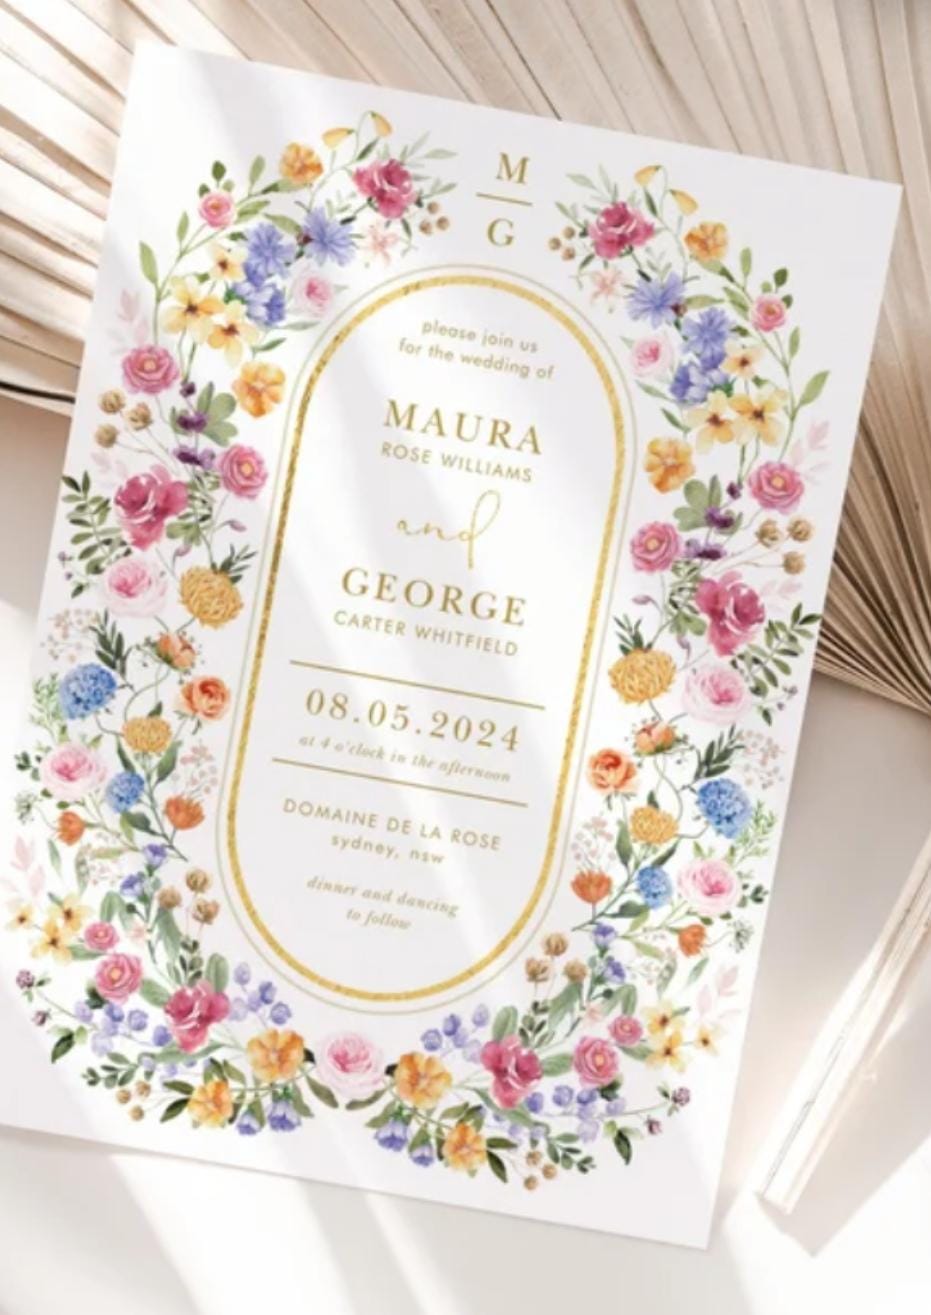 M
G
please join us
for the wedding of
MAURA
ROSE WILLIAMS
and
GEORGE
CARTER WHITFIELD
08.05.2024
at 4 o'clock in the afternoon
DOMAINE DE LA ROSE
sydney, nsw
dinner and dancing
to follow